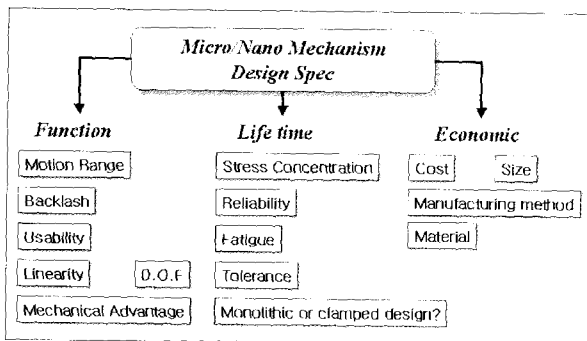 Micro/Nano Mechanism
Design Spec
Function
Life time
Economic
Motion Range
Stress Concentration
Cost
Size
Backlash
Reliability
Manufacturing method
Usability
Fatigue
Material
Linearity
D.O.F
Tolerance
Mechanical Advantage
Monolithic or clamped design?